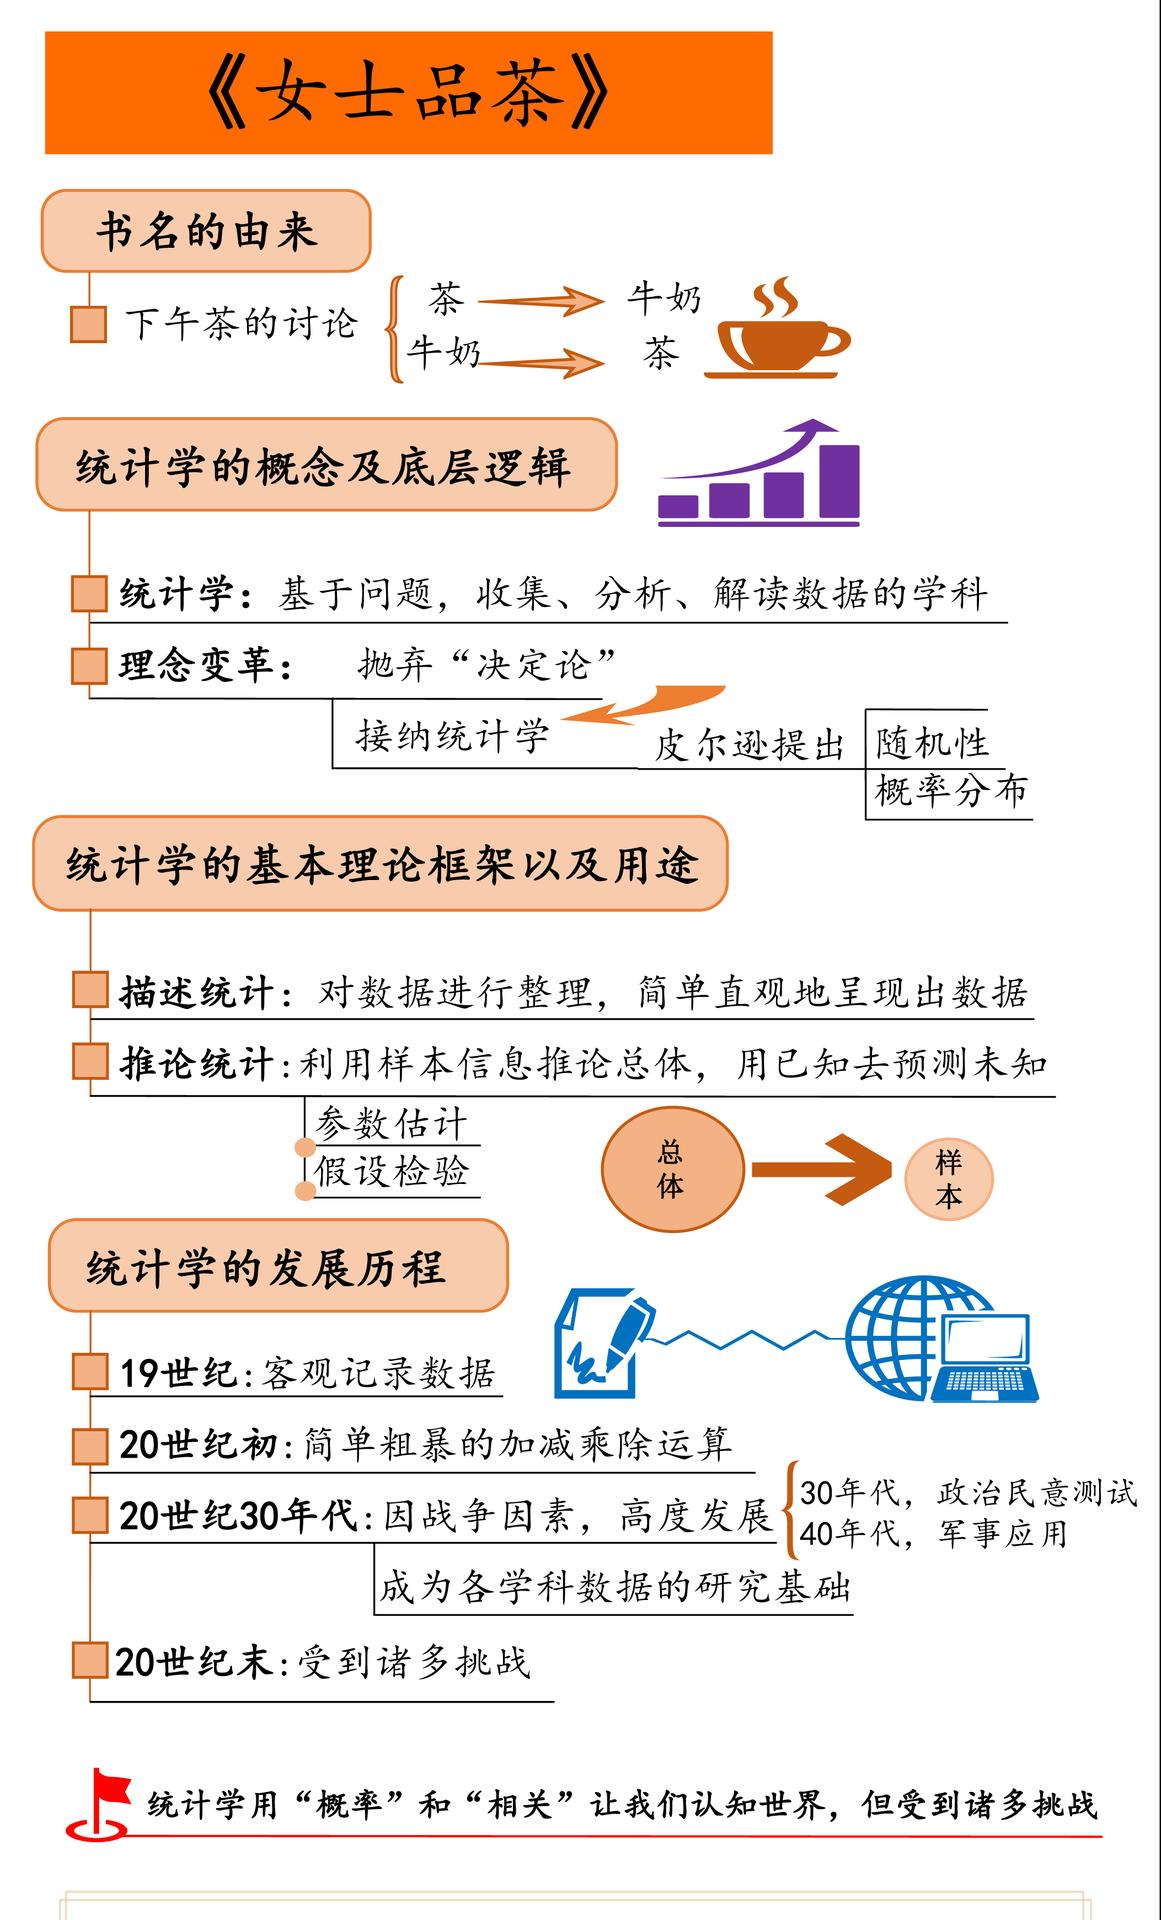 《女士品茶》
书名的由来
下午茶的讨论
茶 牛奶
牛奶 茶
统计学的概念及底层逻辑
统计学：基于问题，收集、分析、解读数据的学科
理念变革： 抛弃“决定论”
接纳统计学
皮尔逊提出
随机性
概率分布
统计学的基本理论框架以及用途
描述统计：对数据进行整理，简单直观地呈现出数据
推论统计:利用样本信息推论总体，用已知去预测未知
参数估计
假设检验
总
体
样
本
统计学的发展历程
19世纪:客观记录数据
20世纪初:简单粗暴的加减乘除运算
20世纪30年代:因战争因素，高度发展
30年代，政治民意测试
40年代，军事应用
成为各学科数据的研究基础
20世纪末:受到诸多挑战
统计学用“概率”和“相关”让我们认知世界，但受到诸多挑战